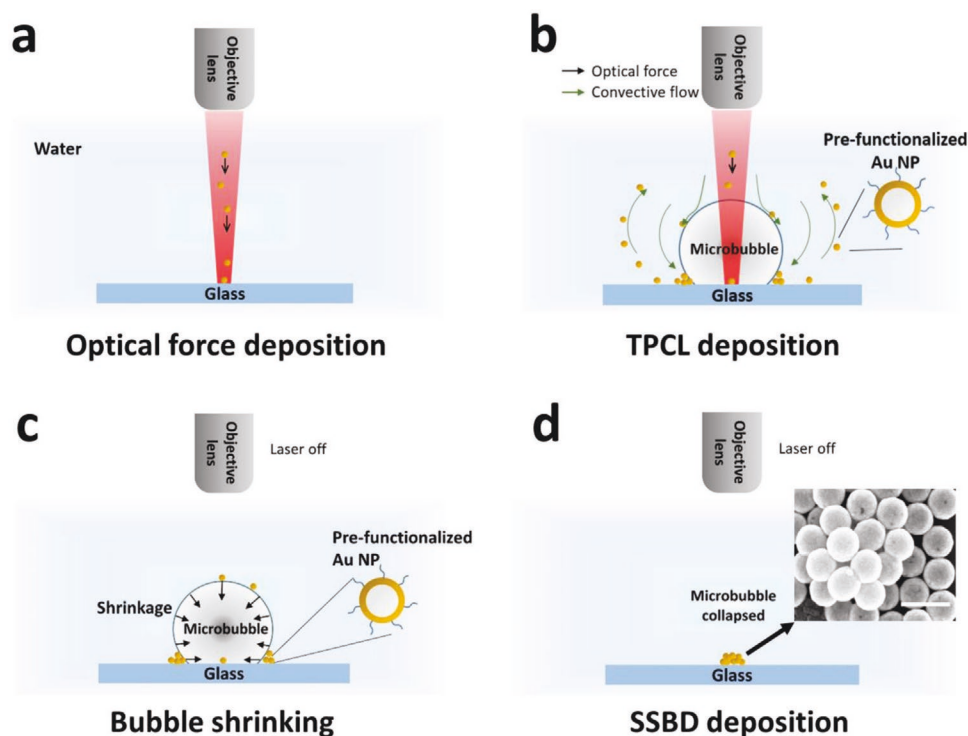 a
Objective
lens
Water
Glass
Optical force deposition
b
Objective
lens
Optical force
Convective flow
Pre-functionalized
Au NP
Microbubble
Glass
TPCL deposition
c
Objective
lens
Laser off
Pre-functionalized
Au NP
Shrinkage
Microbubble
Glass
Bubble shrinking
d
Objective
lens
Laser off
Microbubble
collapsed
Glass
SSBD deposition